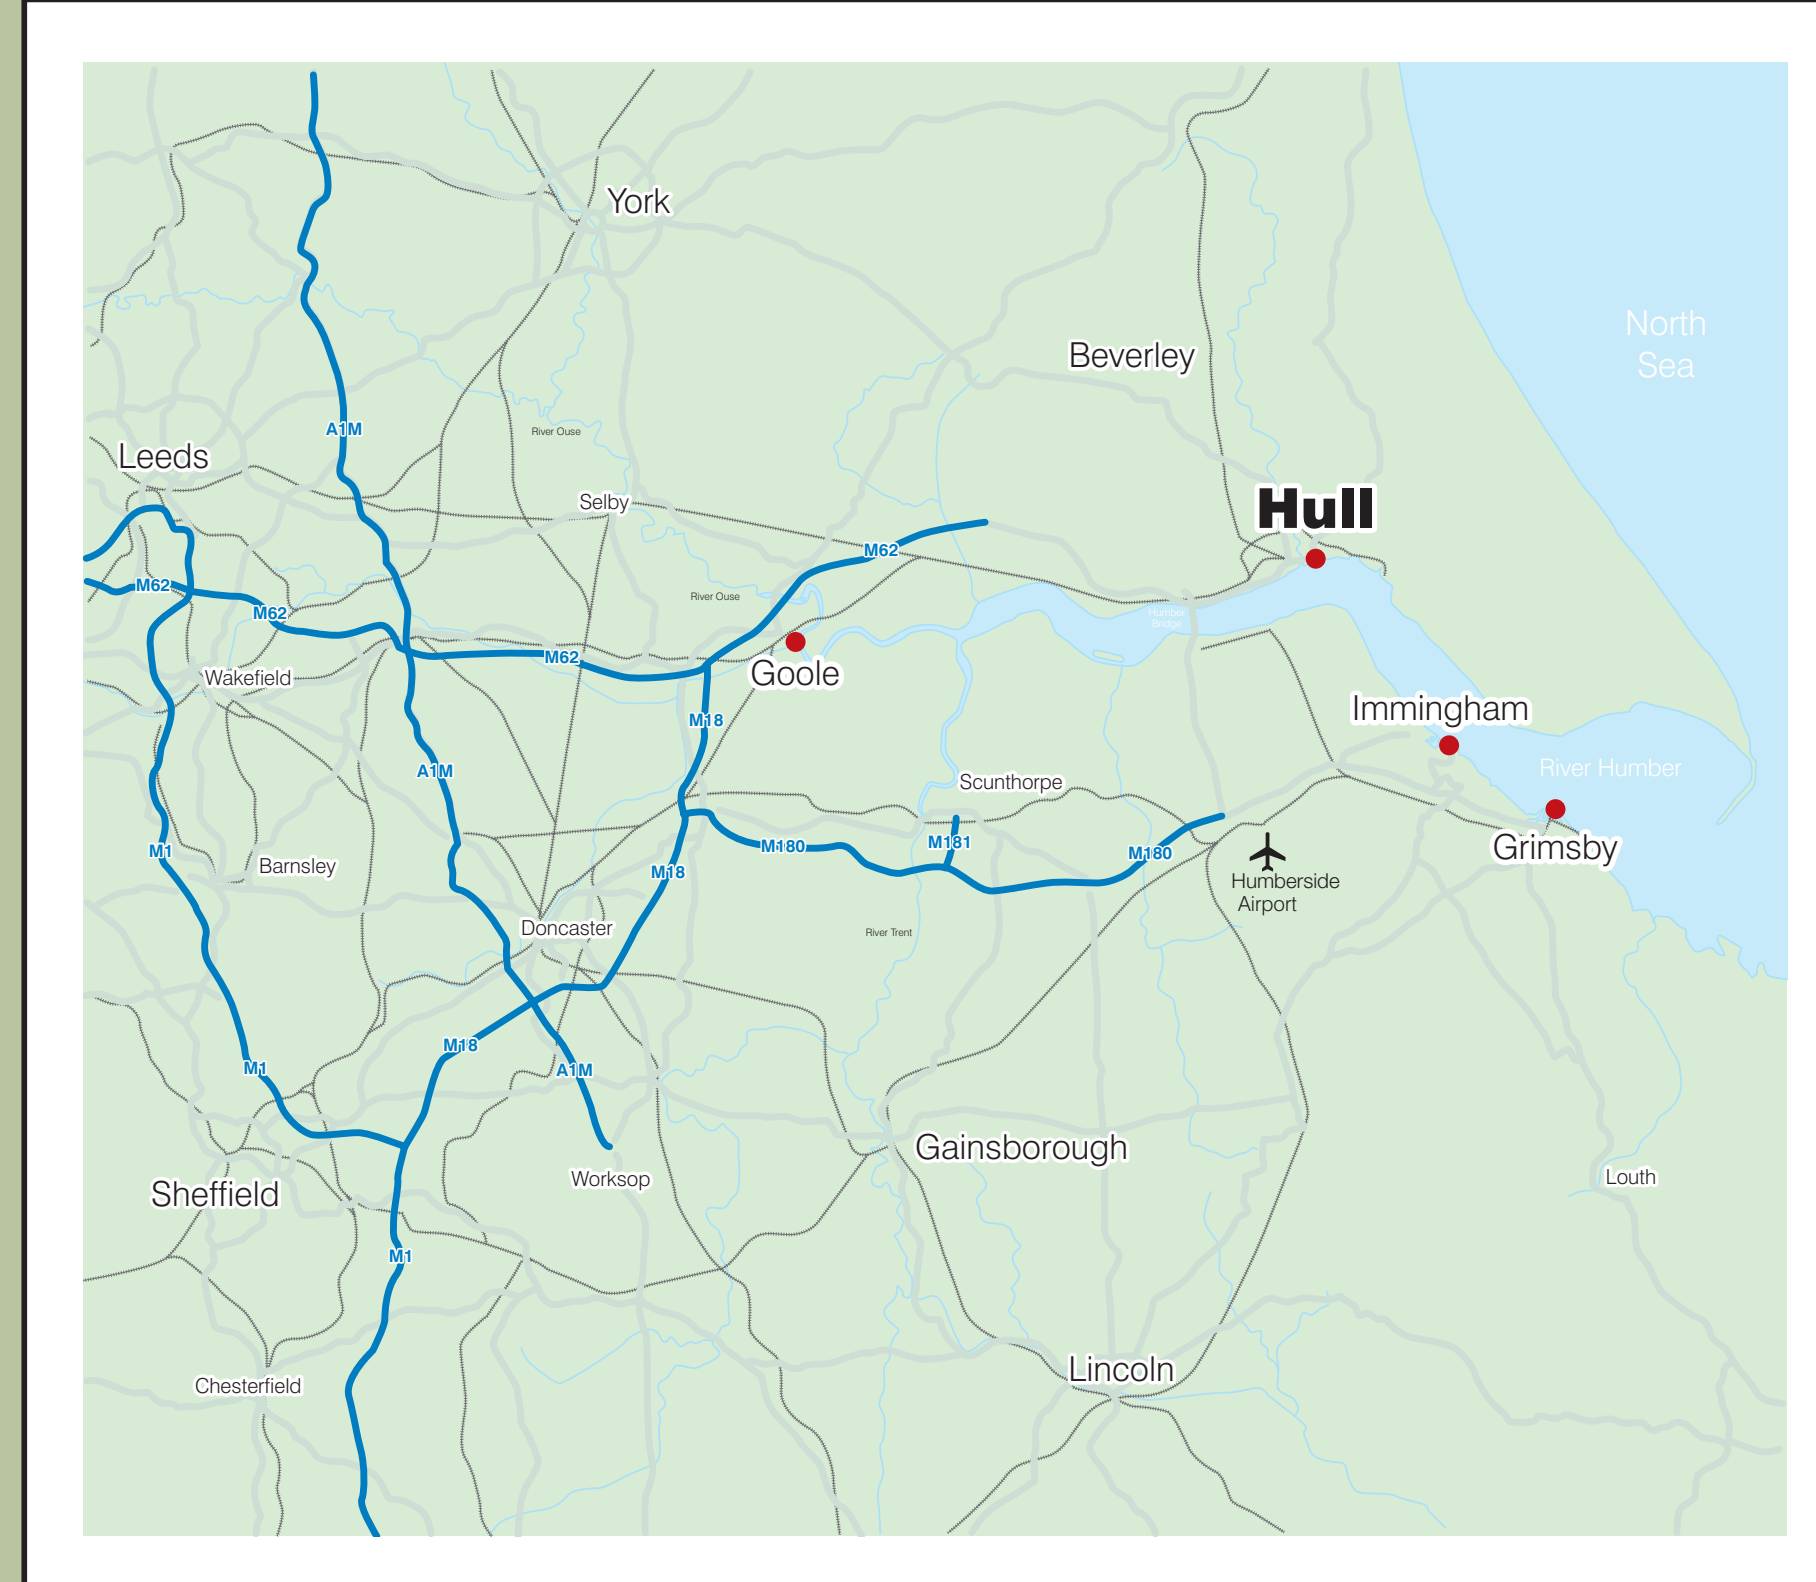 York
North
Sea
Beverley
A1M
River Ouse
Leeds
Selby
Hull
M62
M62
River Ouse
M62
Humber
Bridge
M62
Goole
Wakefield
Immingham
M18
River Humber
A1M
Scunthorpe
Grimsby
M180
M181
M180
M1
Barnsley
M18
Humberside
Airport
Doncaster
River Trent
M18
M1
A1M
Gainsborough
Worksop
Louth
Sheffield
M1
Lincoln
Chesterfield